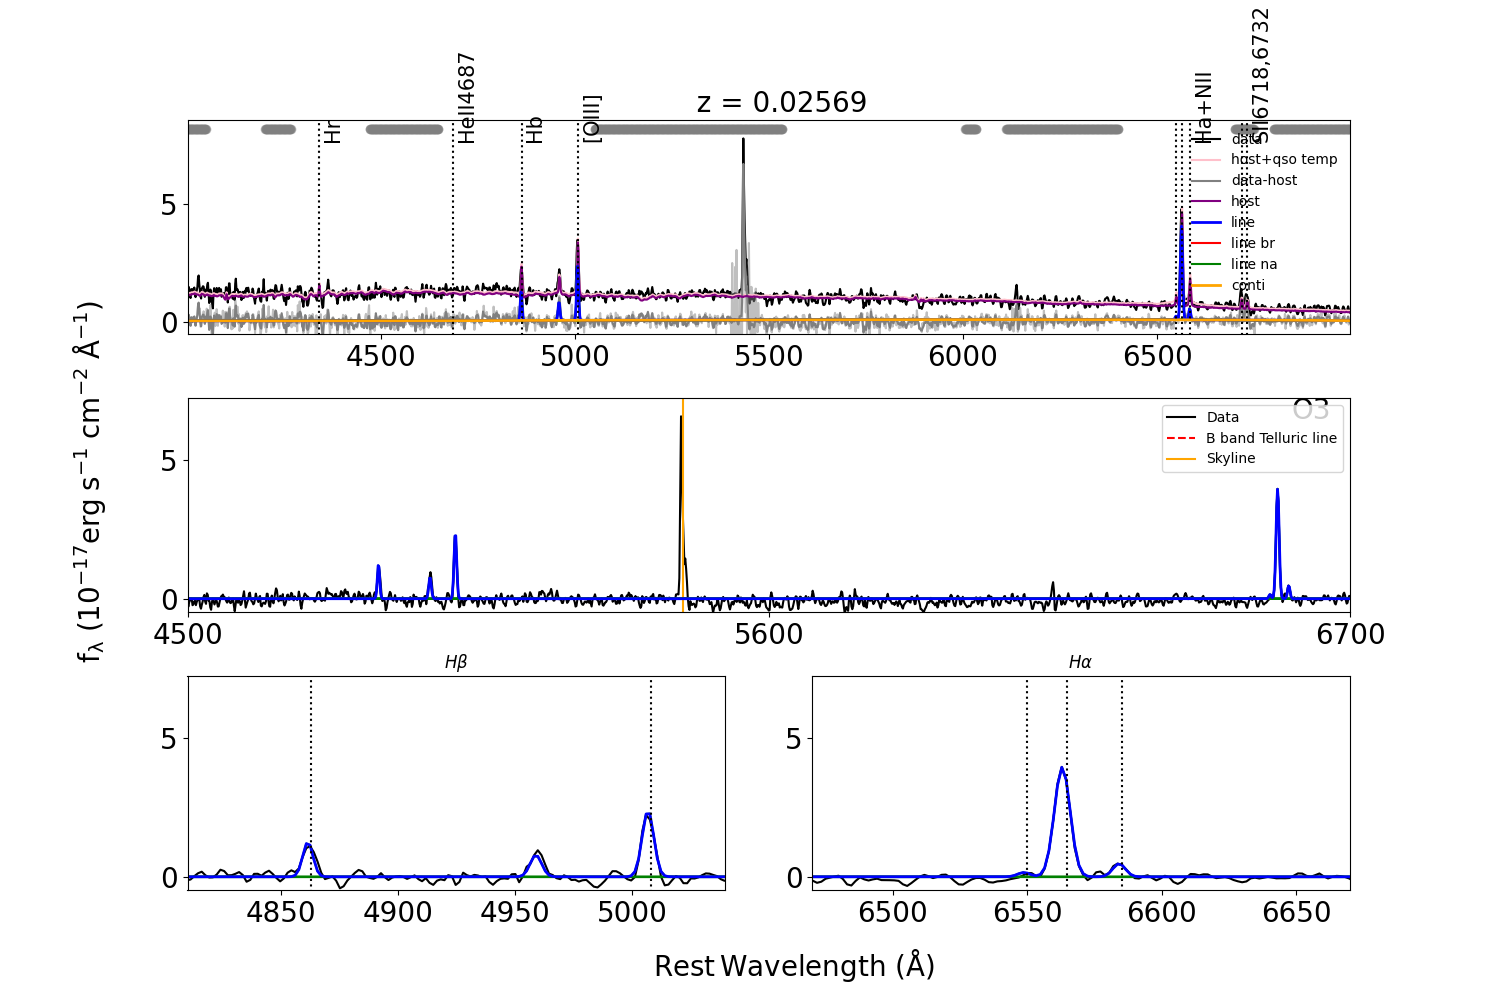 z = 0.02569
Hr
HeII4687
Hb
[OIII]
Ha+NII
SII6718,6732
data
host+qso temp
data-host
host
line
line br
line na
conti
5
0
4500
5000
5500
6000
6500
O3
Data
B band Telluric line
Skyline
5
0
4500
5600
6700
fλ (10−17erg s−1 cm−2 Å−1)
Hβ
5
0
4850
4900
4950
5000
Hα
5
0
6500
6550
6600
6650
Rest Wavelength (Å)